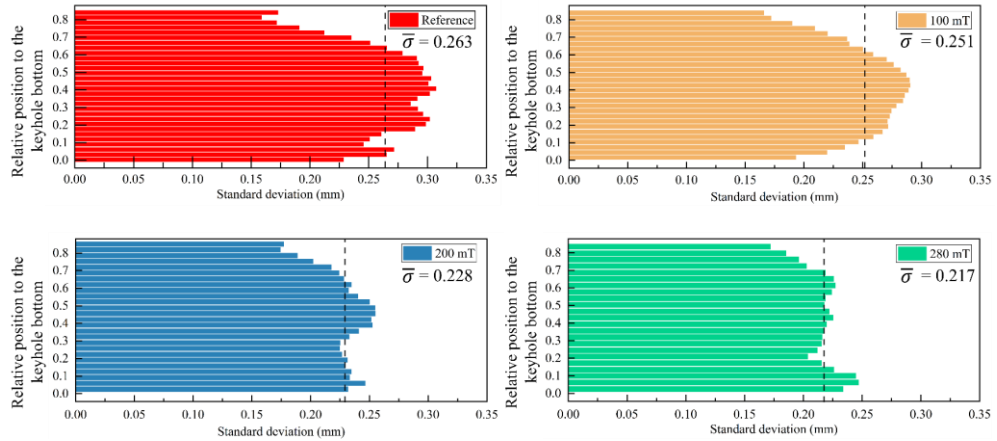 Relative position to the
keyhole bottom
0.8
0.7
0.6
0.5
0.4
0.3
0.2
0.1
0.0
Reference
σ̅ = 0.263
0.00 0.05 0.10 0.15 0.20 0.25 0.30 0.35
Standard deviation (mm)
Relative position to the
keyhole bottom
0.8
0.7
0.6
0.5
0.4
0.3
0.2
0.1
0.0
100 mT
σ̅ = 0.251
0.00 0.05 0.10 0.15 0.20 0.25 0.30 0.35
Standard deviation (mm)
Relative position to the
keyhole bottom
0.8
0.7
0.6
0.5
0.4
0.3
0.2
0.1
0.0
200 mT
σ̅ = 0.228
0.00 0.05 0.10 0.15 0.20 0.25 0.30 0.35
Standard deviation (mm)
Relative position to the
keyhole bottom
0.8
0.7
0.6
0.5
0.4
0.3
0.2
0.1
0.0
280 mT
σ̅ = 0.217
0.00 0.05 0.10 0.15 0.20 0.25 0.30 0.35
Standard deviation (mm)